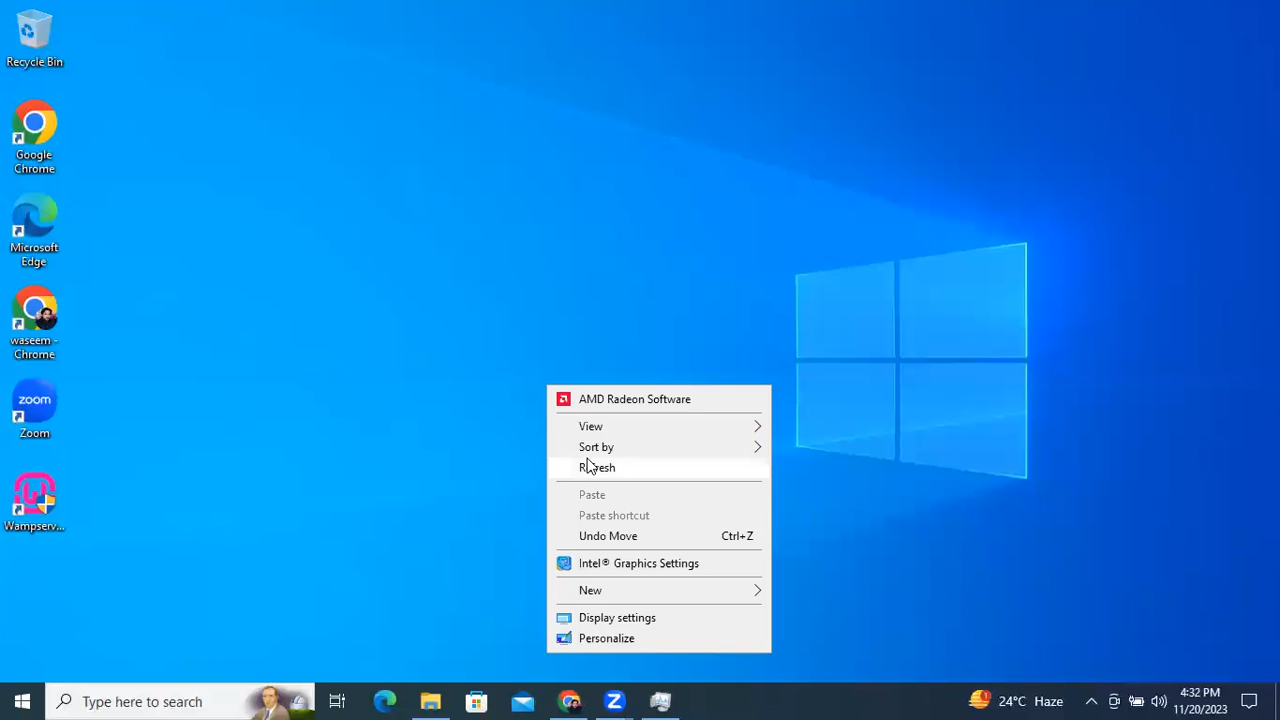 Recycle Bin
Google
Chrome
Microsoft
Edge
waseem -
Chrome
zoom
Zoom
Wampserv...
AMD Radeon Software
View
Sort by
Refresh
Paste
Paste shortcut
Undo Move Ctrl+Z
Intel® Graphics Settings
New
Display settings
Personalize
Type here to search
24°C Haze
4:32 PM
11/20/2023